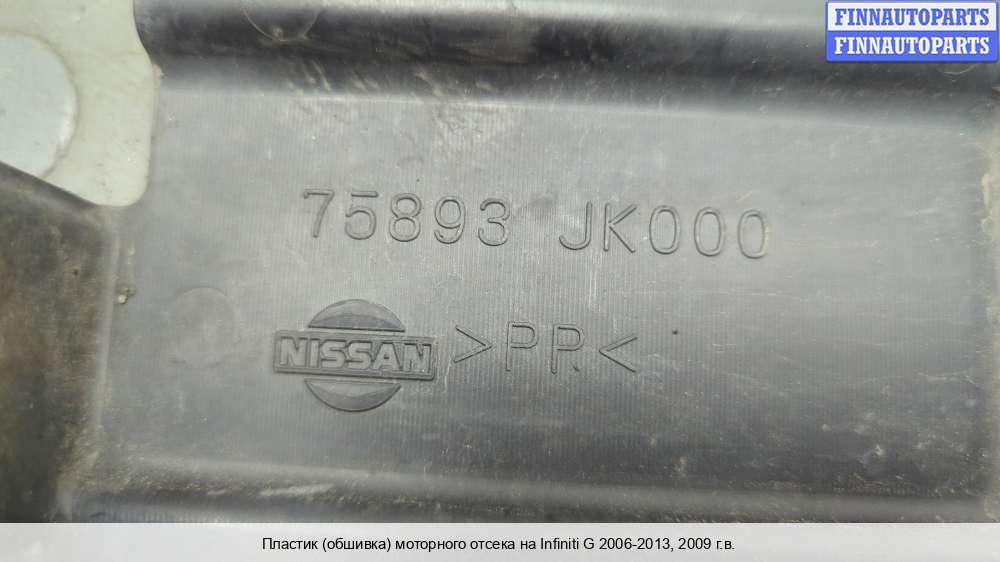 FINNAUTOPARTS
FINNAUTOPARTS
75893 JK000
NISSAN >PP<
Пластик (обшивка) моторного отсека на Infiniti G 2006-2013, 2009 г.в.